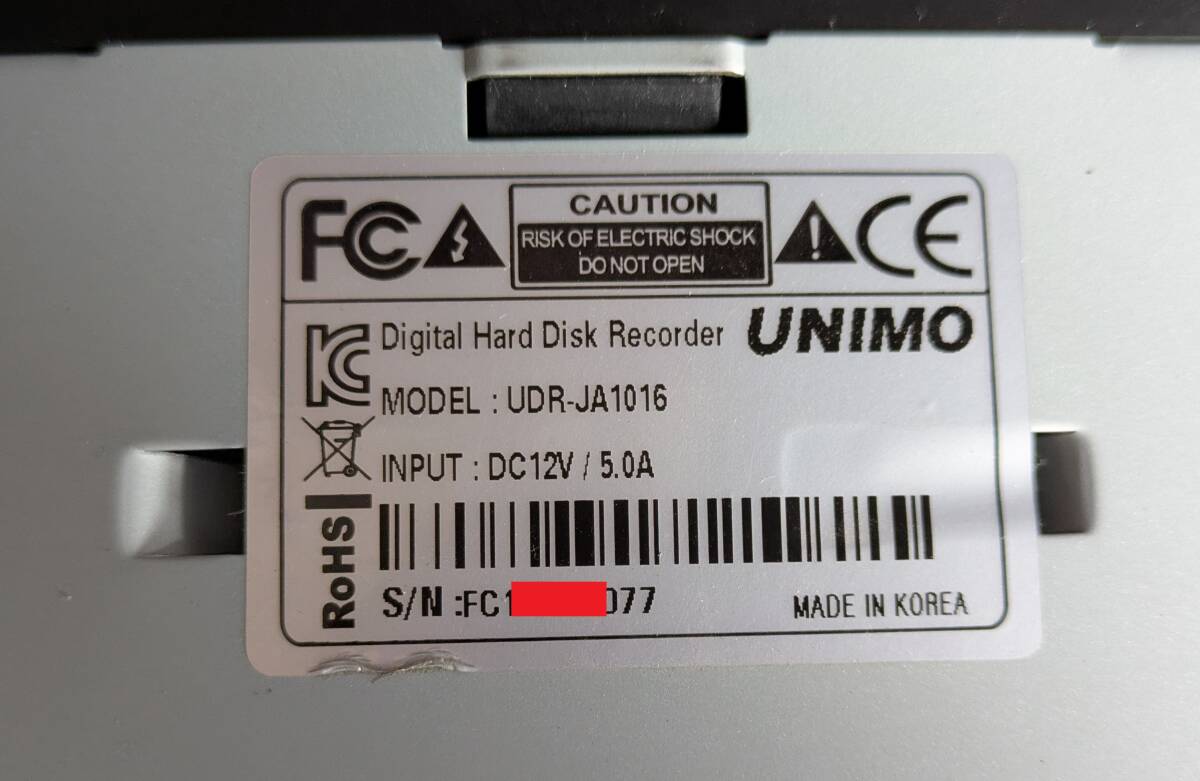 FC
CAUTION
RISK OF ELECTRIC SHOCK
DO NOT OPEN
CE
Digital Hard Disk Recorder
UNIMO
KC
MODEL : UDR-JA1016
INPUT : DC12V / 5.0A
RoHS
S/N :FC1 077
MADE IN KOREA